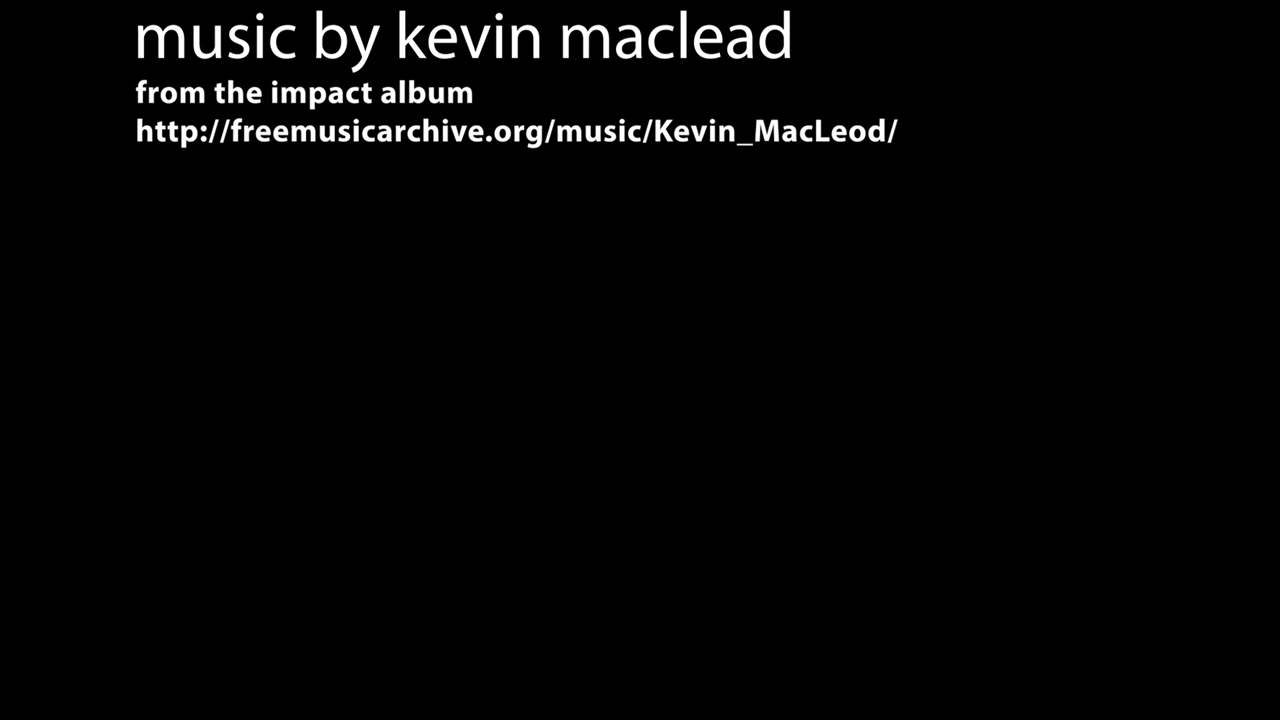 music by kevin maclead
from the impact album
http://freemusicarchive.org/music/Kevin_MacLeod/